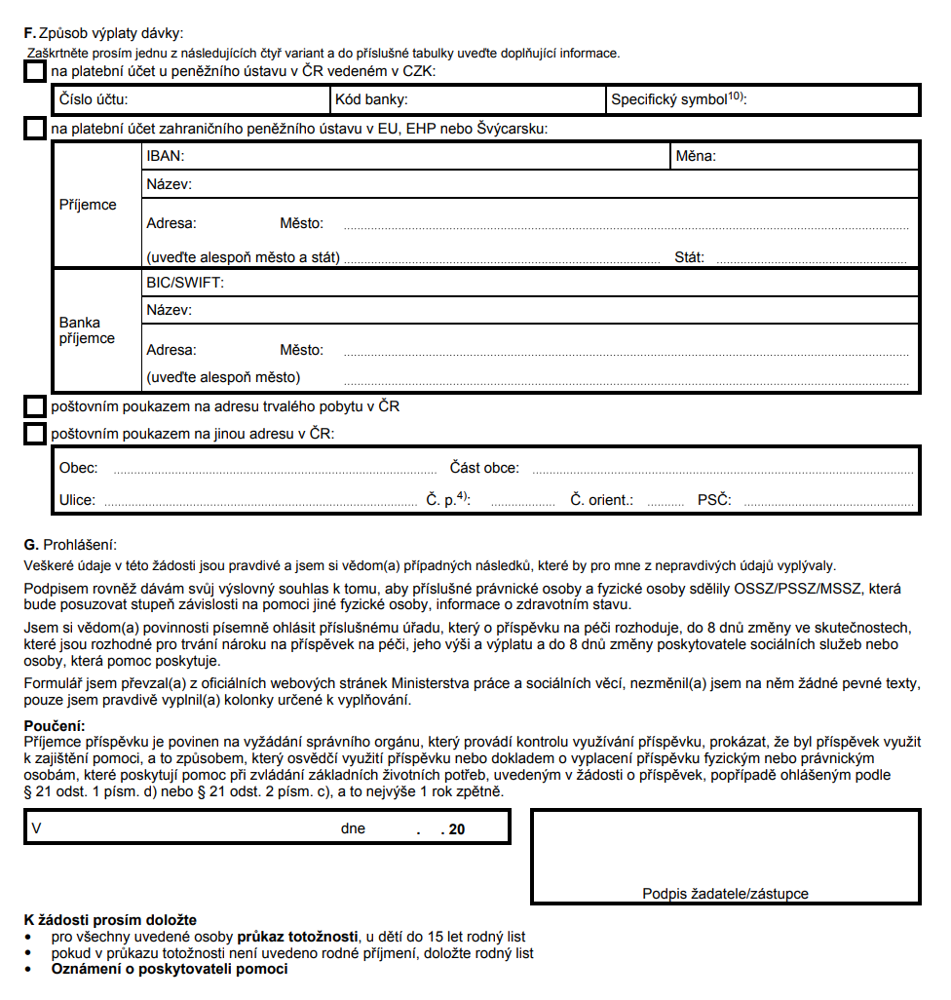 F. Způsob výplaty dávky:
Zaškrtněte prosím jednu z následujících čtyř variant a do příslušné tabulky uveďte doplňující informace.
na platební účet u peněžního ústavu v ČR vedeném v CZK:
Číslo účtu: Kód banky: Specifický symbol10):
na platební účet zahraničního peněžního ústavu v EU, EHP nebo Švýcarsku:
IBAN: Měna:
Název:
Příjemce
Adresa: Město:
(uveďte alespoň město a stát) Stát:
BIC/SWIFT:
Název:
Banka
příjemce
Adresa: Město:
(uveďte alespoň město)
poštovním poukazem na adresu trvalého pobytu v ČR
poštovním poukazem na jinou adresu v ČR:
Obec: Část obce:
Ulice: Č. p.4): Č. orient.: PSČ:
G. Prohlášení:
Veškeré údaje v této žádosti jsou pravdivé a jsem si vědom(a) případných následků, které by pro mne z nepravdivých údajů vyplývaly.
Podpisem rovněž dávám svůj výslovný souhlas k tomu, aby příslušné právnické osoby a fyzické osoby sdělily OSSZ/PSSZ/MSSZ, která
bude posuzovat stupeň závislosti na pomoci jiné fyzické osoby, informace o zdravotním stavu.
Jsem si vědom(a) povinnosti písemně ohlásit příslušnému úřadu, který o příspěvku na péči rozhoduje, do 8 dnů změny ve skutečnostech,
které jsou rozhodné pro trvání nároku na příspěvek na péči, jeho výši a výplatu a do 8 dnů změny poskytovatele sociálních služeb nebo
osoby, která pomoc poskytuje.
Formulář jsem převzal(a) z oficiálních webových stránek Ministerstva práce a sociálních věcí, nezměnil(a) jsem na něm žádné pevné texty,
pouze jsem pravdivě vyplnil(a) kolonky určené k vyplňování.
Poučení:
Příjemce příspěvku je povinen na vyžádání správního orgánu, který provádí kontrolu využívání příspěvku, prokázat, že byl příspěvek využit
k zajištění pomoci, a to způsobem, který osvědčí využití příspěvku nebo dokladem o vyplacení příspěvku fyzickým nebo právnickým
osobám, které poskytují pomoc při zvládání základních životních potřeb, uvedeným v žádosti o příspěvek, popřípadě ohlášeným podle
§ 21 odst. 1 písm. d) nebo § 21 odst. 2 písm. c), a to nejvýše 1 rok zpětně.
V dne . . 20
Podpis žadatele/zástupce
K žádosti prosím doložte
• pro všechny uvedené osoby průkaz totožnosti, u dětí do 15 let rodný list
• pokud v průkazu totožnosti není uvedeno rodné příjmení, doložte rodný list
• Oznámení o poskytovateli pomoci